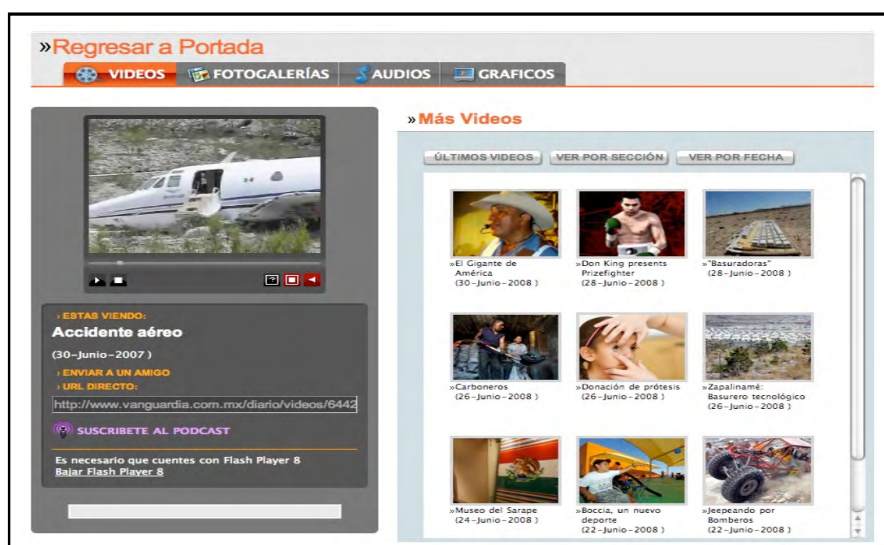 »Regresar a Portada
VIDEOS
FOTOGALERÍAS
AUDIOS
GRAFICOS
› ESTAS VIENDO:
Accidente aéreo
(30-Junio-2007 )
› ENVIAR A UN AMIGO
› URL DIRECTO:
http://www.vanguardia.com.mx/diario/videos/6442
SUSCRIBETE AL PODCAST
Es necesario que cuentes con Flash Player 8
Bajar Flash Player 8
» Más Videos
ÚLTIMOS VIDEOS
VER POR SECCIÓN
VER POR FECHA
»El Gigante de
América
(30-Junio-2008 )
»Don King presents
Prizefighter
(28-Junio-2008 )
»"Basuradoras"
(28-Junio-2008 )
»Carboneros
(26-Junio-2008 )
»Donación de prótesis
(26-Junio-2008 )
»Zapalinamé:
Basurero tecnológico
(26-Junio-2008 )
»Museo del Sarape
(24-Junio-2008 )
»Boccia, un nuevo
deporte
(22-Junio-2008 )
»Jeepeando por
Bomberos
(22-Junio-2008 )